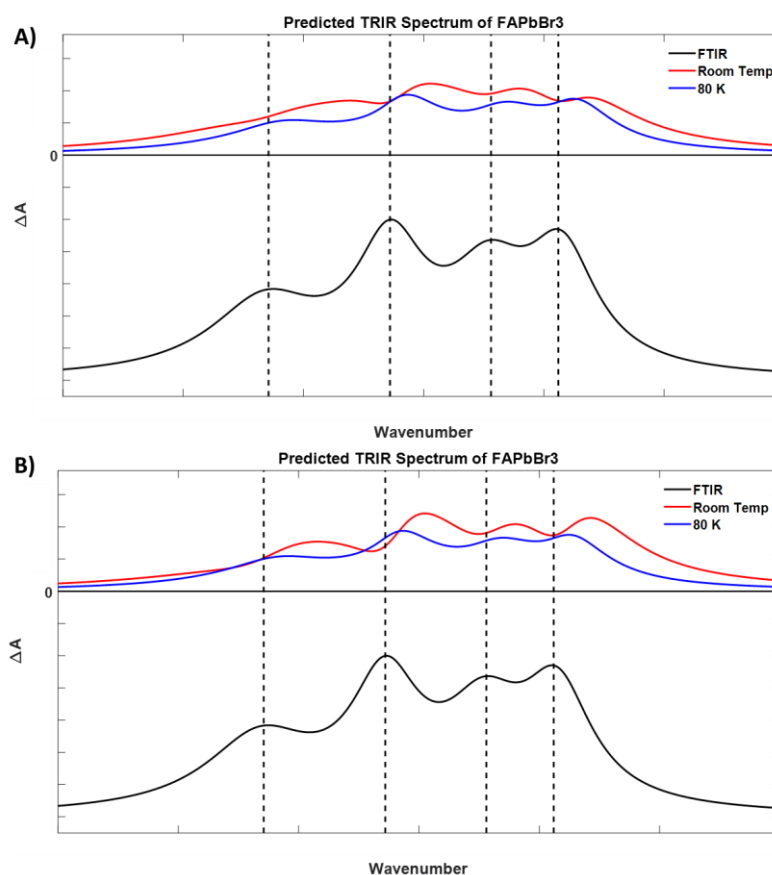 A)
Predicted TRIR Spectrum of FAPbBr3
FTIR
Room Temp
80 K
0
ΔA
Wavenumber
B)
Predicted TRIR Spectrum of FAPbBr3
FTIR
Room Temp
80 K
0
ΔA
Wavenumber